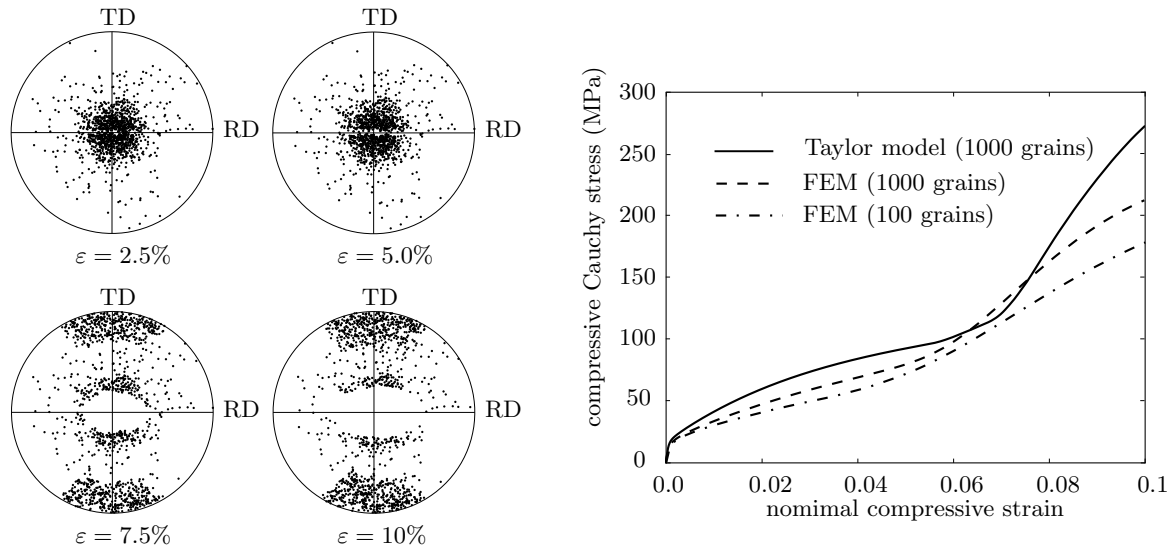 TD
TD
RD
RD
ε = 2.5%
ε = 5.0%
TD
TD
RD
RD
ε = 7.5%
ε = 10%
compressive Cauchy stress (MPa)
300
250
200
150
100
50
0
Taylor model (1000 grains)
FEM (1000 grains)
FEM (100 grains)
0.0
0.02
0.04
0.06
0.08
0.1
nomimal compressive strain